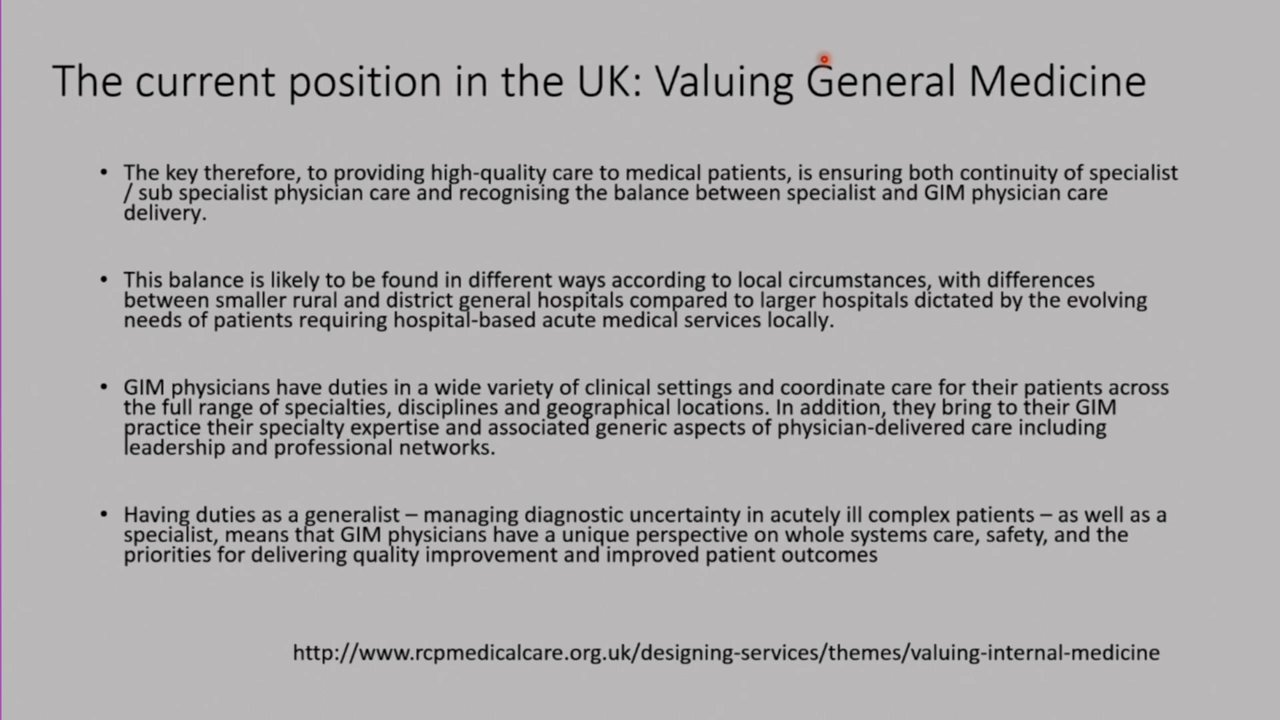 The current position in the UK: Valuing General Medicine
• The key therefore, to providing high-quality care to medical patients, is ensuring both continuity of specialist
/ sub specialist physician care and recognising the balance between specialist and GIM physician care
delivery.
• This balance is likely to be found in different ways according to local circumstances, with differences
between smaller rural and district general hospitals compared to larger hospitals dictated by the evolving
needs of patients requiring hospital-based acute medical services locally.
• GIM physicians have duties in a wide variety of clinical settings and coordinate care for their patients across
the full range of specialties, disciplines and geographical locations. In addition, they bring to their GIM
practice their specialty expertise and associated generic aspects of physician-delivered care including
leadership and professional networks.
• Having duties as a generalist – managing diagnostic uncertainty in acutely ill complex patients – as well as a
specialist, means that GIM physicians have a unique perspective on whole systems care, safety, and the
priorities for delivering quality improvement and improved patient outcomes
http://www.rcpmedicalcare.org.uk/designing-services/themes/valuing-internal-medicine